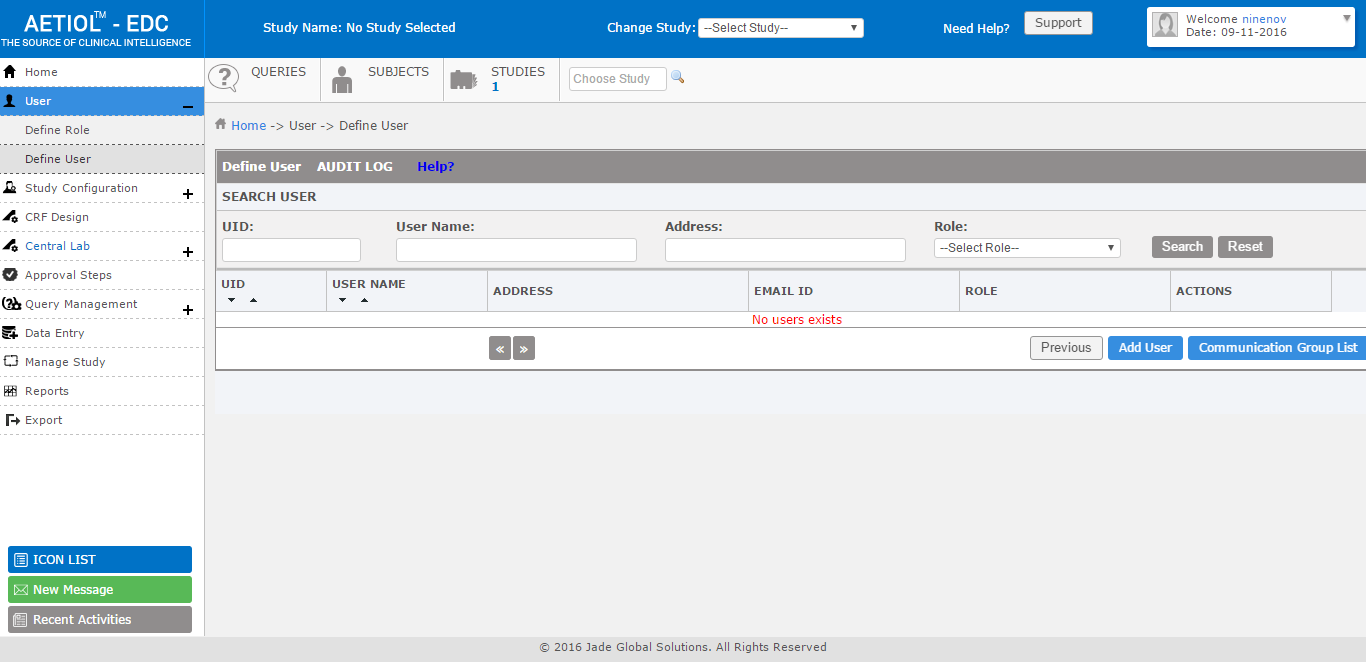 AETIOL™ - EDC
THE SOURCE OF CLINICAL INTELLIGENCE
Study Name: No Study Selected
Change Study: --Select Study--
Need Help? Support
Welcome ninenov
Date: 09-11-2016
Home
User
Define Role
Define User
Study Configuration
CRF Design
Central Lab
Approval Steps
Query Management
Data Entry
Manage Study
Reports
Export
ICON LIST
New Message
Recent Activities
QUERIES SUBJECTS STUDIES Choose Study
1
Home -> User -> Define User
Define User AUDIT LOG Help?
SEARCH USER
UID: User Name: Address: Role:
--Select Role-- Search Reset
UID USER NAME ADDRESS EMAIL ID ROLE ACTIONS
No users exists
« » Previous Add User Communication Group List
© 2016 Jade Global Solutions. All Rights Reserved